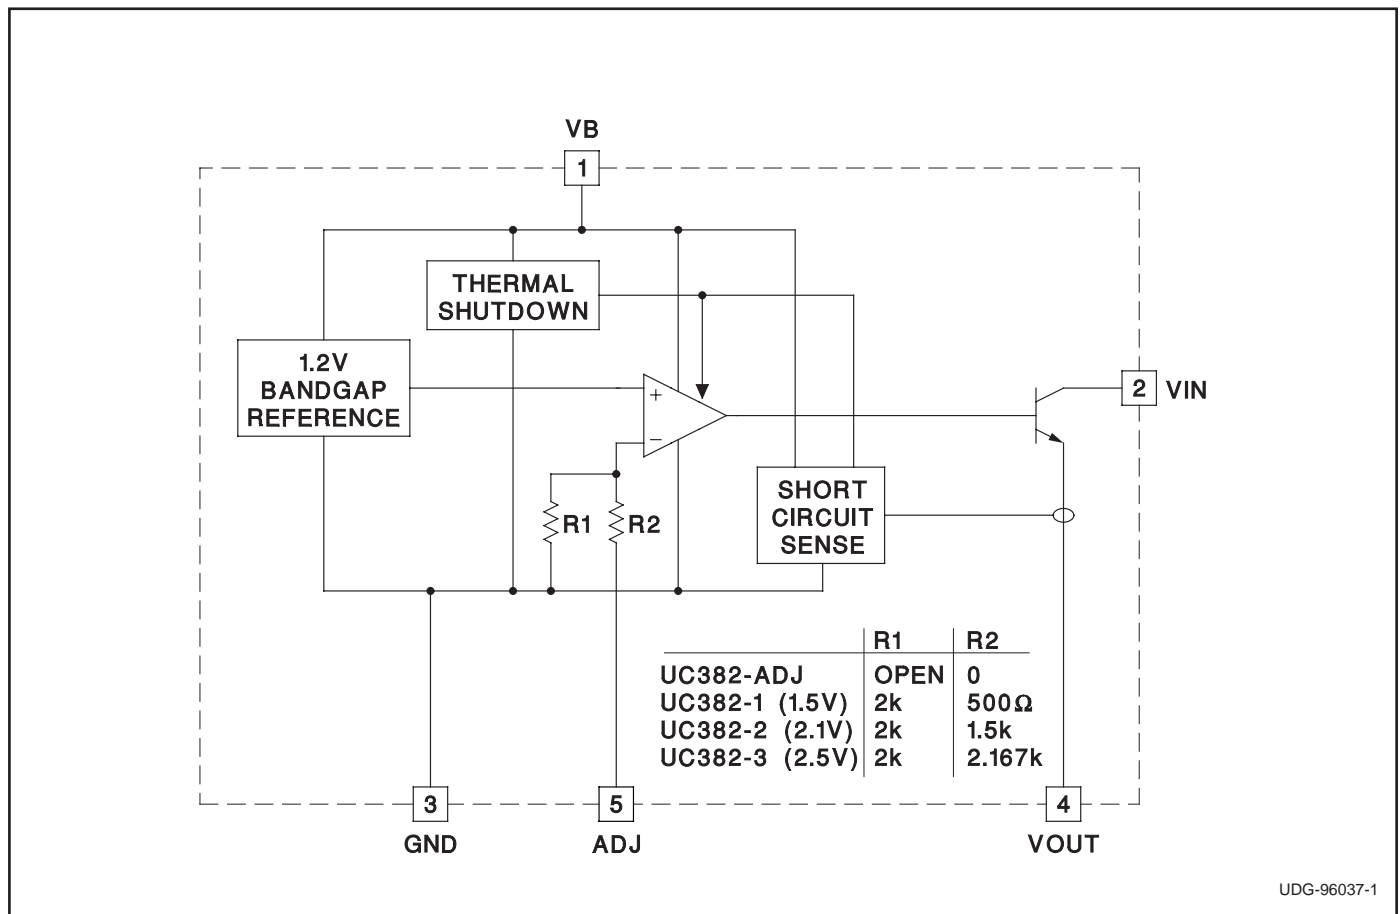 VB
1
THERMAL
SHUTDOWN
1.2V
BANDGAP
REFERENCE
+
−
2 VIN
R1 R2
SHORT
CIRCUIT
SENSE
R1 R2
UC382-ADJ OPEN 0
UC382-1 (1.5V) 2k 500Ω
UC382-2 (2.1V) 2k 1.5k
UC382-3 (2.5V) 2k 2.167k
3 5 4
GND ADJ VOUT
UDG-96037-1